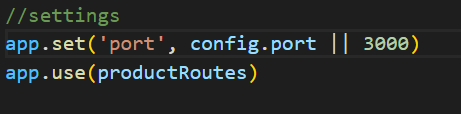 //settings
app.set('port', config.port || 3000)
app.use(productRoutes)